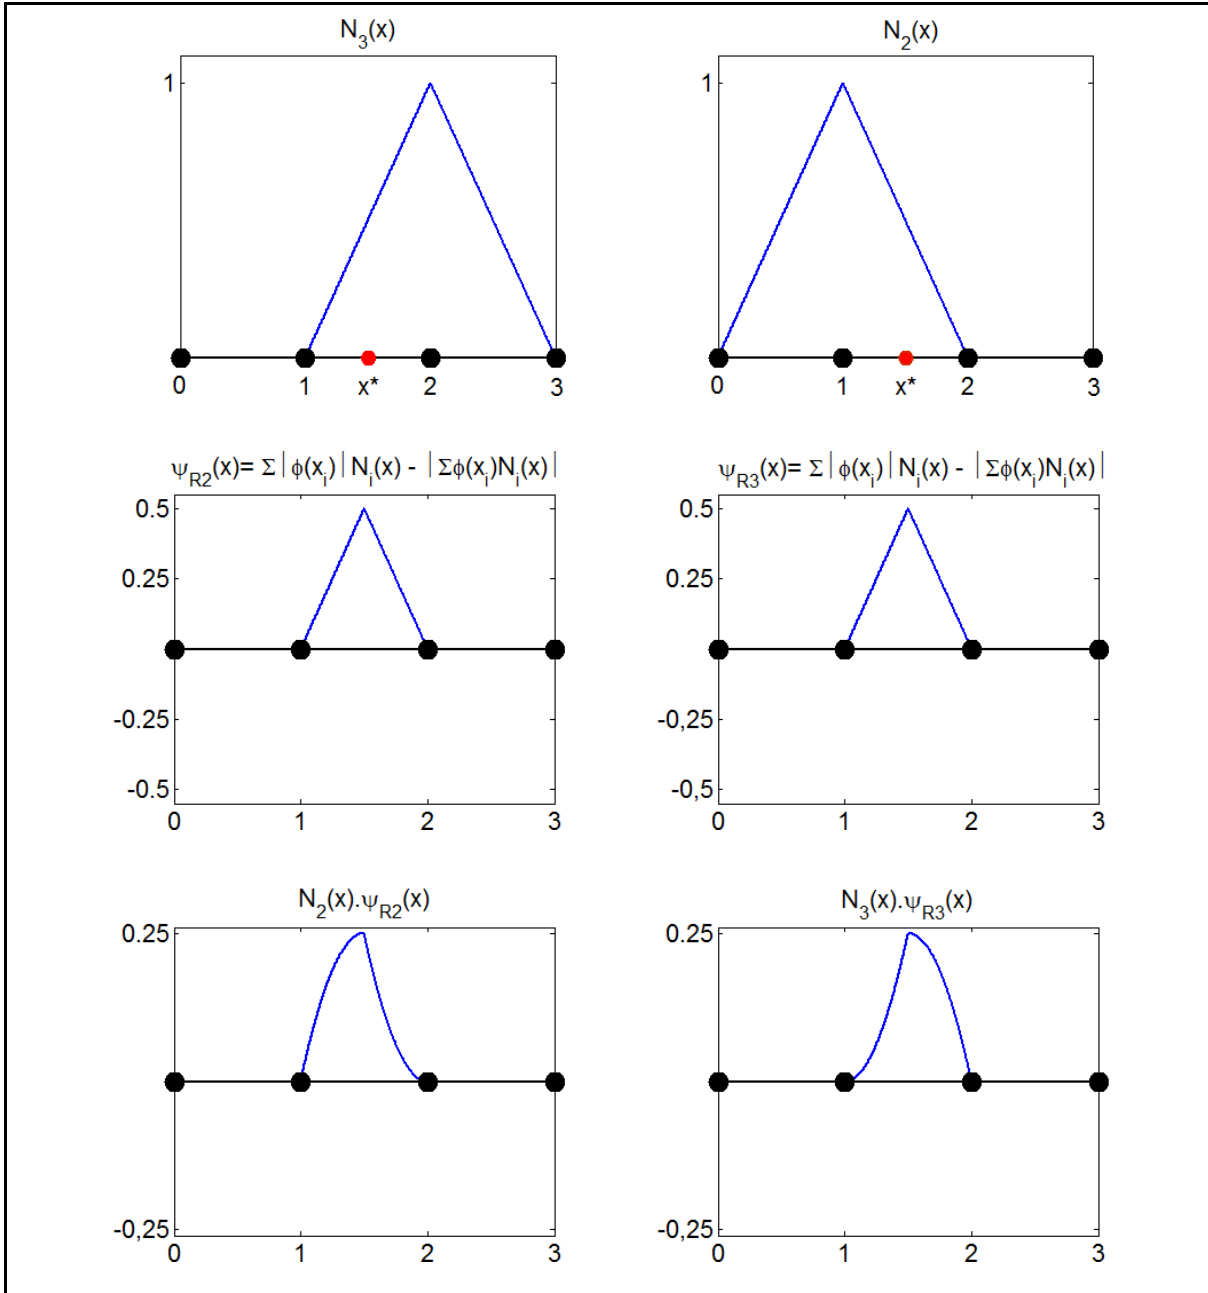 N3(x)
N2(x)
1
1
0 1 x* 2 3
0 1 x* 2 3
ψR2(x)= Σ|ϕ(xi)|Ni(x) - |Σϕ(xi)Ni(x)|
ψR3(x)= Σ|ϕ(xi)|Ni(x) - |Σϕ(xi)Ni(x)|
0.5
0.25
-0.25
-0.5
0 1 2 3
0.5
0.25
-0,25
-0,5
0 1 2 3
N2(x).ψR2(x)
N3(x).ψR3(x)
0.25
-0,25
0 1 2 3
0.25
-0,25
0 1 2 3